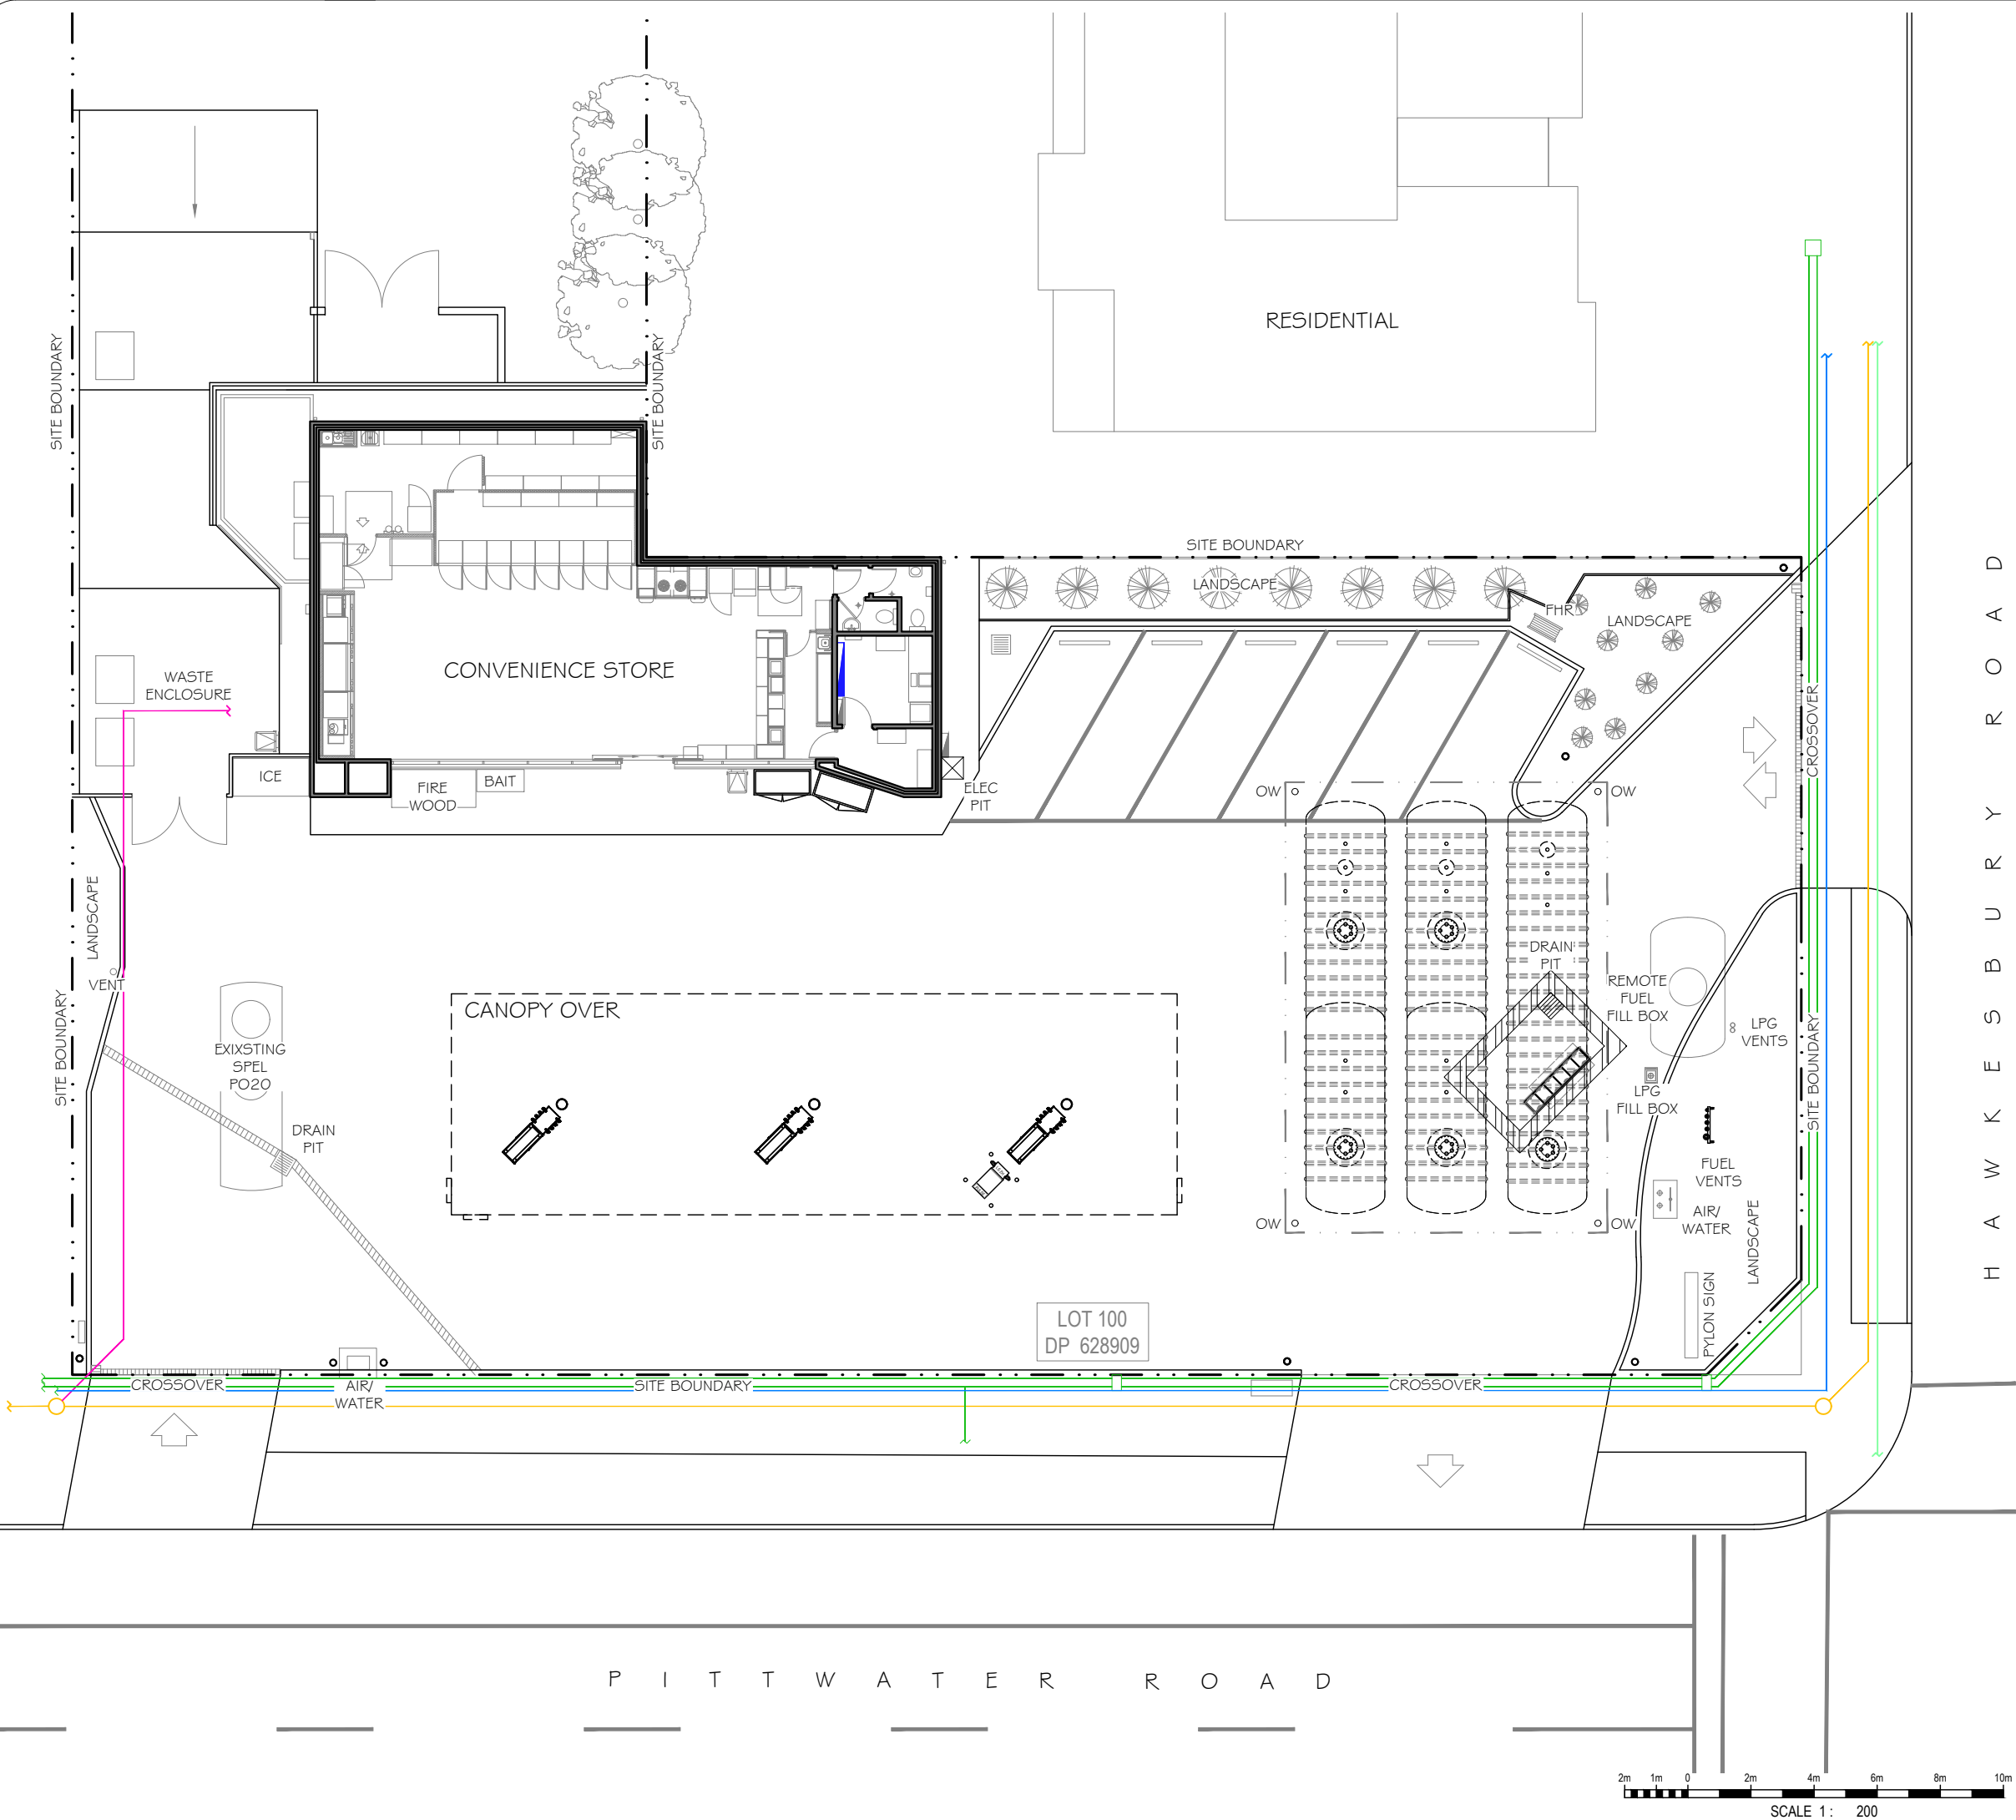 RESIDENTIAL
SITE BOUNDARY
SITE BOUNDARY
SITE BOUNDARY
LANDSCAPE
FHR
LANDSCAPE
CONVENIENCE STORE
WASTE
ENCLOSURE
CROSSOVER
ICE
FIRE
WOOD
BAIT
ELEC
PIT
OW
OW
LANDSCAPE
VENT
DRAIN
PIT
REMOTE
FUEL
FILL BOX
LPG
VENTS
CANOPY OVER
EXIXSTING
SPEL
PO20
SITE BOUNDARY
SITE BOUNDARY
LPG
FILL BOX
DRAIN
PIT
FUEL
VENTS
AIR/
WATER
OW
OW
LANDSCAPE
PYLON SIGN
LOT 100
DP 628909
CROSSOVER
AIR/
WATER
SITE BOUNDARY
CROSSOVER
HAWKESBURY ROAD
PITTWATER ROAD
2m 1m 0 2m 4m 6m 8m 10m
SCALE 1 : 200